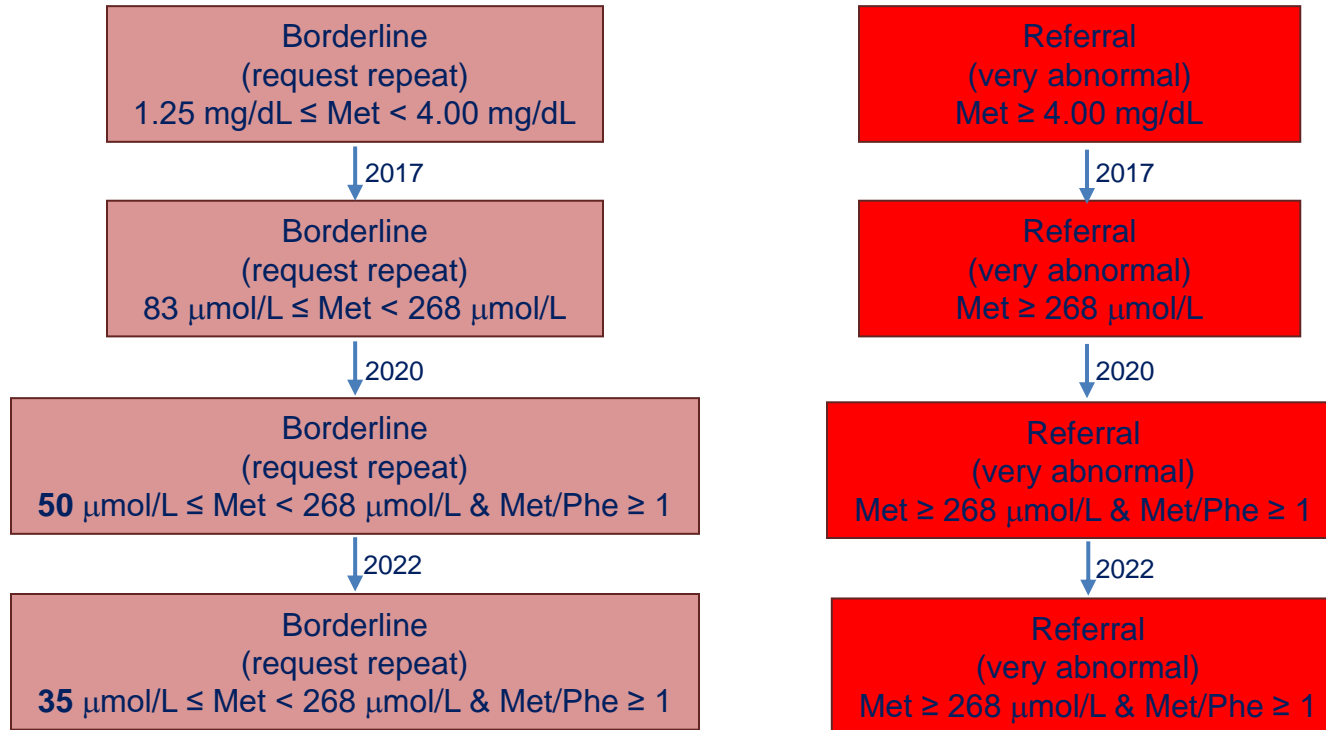 Borderline
(request repeat)
1.25 mg/dL ≤ Met < 4.00 mg/dL
2017
Borderline
(request repeat)
83 μmol/L ≤ Met < 268 μmol/L
2020
Borderline
(request repeat)
50 μmol/L ≤ Met < 268 μmol/L & Met/Phe ≥ 1
2022
Borderline
(request repeat)
35 μmol/L ≤ Met < 268 μmol/L & Met/Phe ≥ 1
Referral
(very abnormal)
Met ≥ 4.00 mg/dL
2017
Referral
(very abnormal)
Met ≥ 268 μmol/L
2020
Referral
(very abnormal)
Met ≥ 268 μmol/L & Met/Phe ≥ 1
2022
Referral
(very abnormal)
Met ≥ 268 μmol/L & Met/Phe ≥ 1